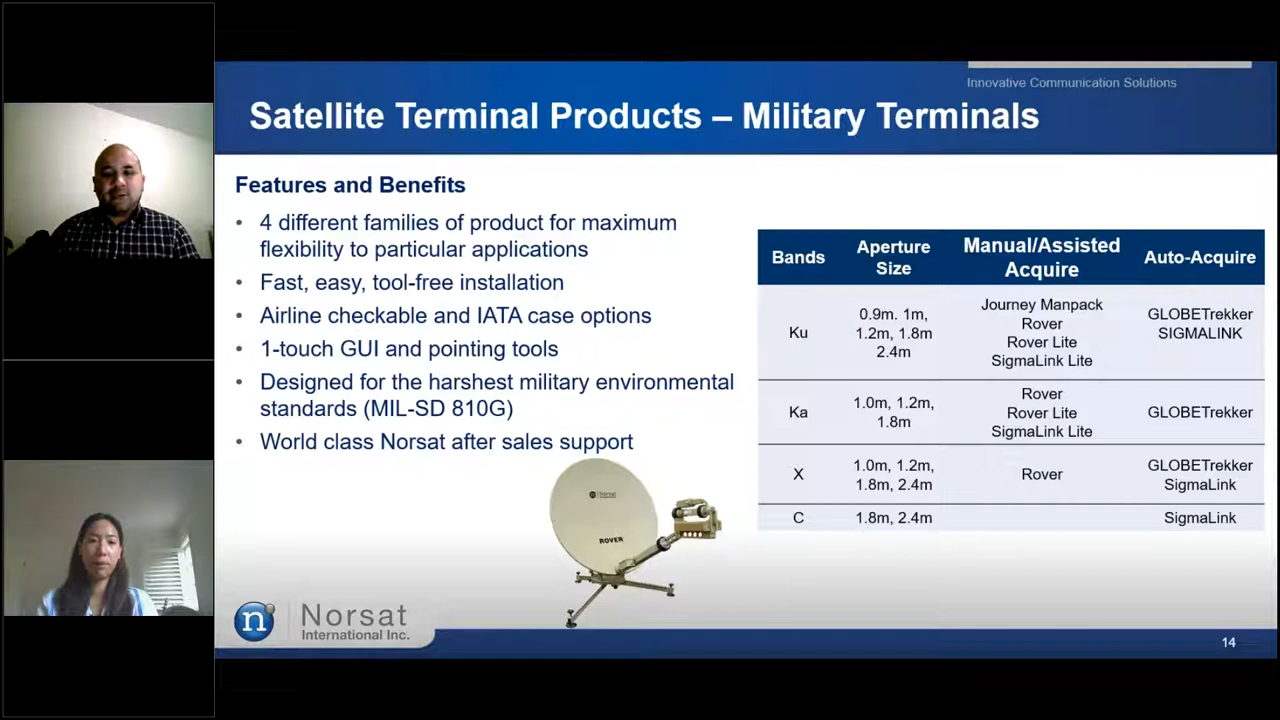 Innovative Communication Solutions
Satellite Terminal Products – Military Terminals
Features and Benefits
• 4 different families of product for maximum
flexibility to particular applications
• Fast, easy, tool-free installation
• Airline checkable and IATA case options
• 1-touch GUI and pointing tools
• Designed for the harshest military environmental
standards (MIL-SD 810G)
• World class Norsat after sales support
Bands Aperture Size Manual/Assisted Acquire Auto-Acquire
Ku
0.9m. 1m,
1.2m, 1.8m
2.4m
Journey Manpack
Rover
Rover Lite
SigmaLink Lite
GLOBETrekker
SIGMALINK
Ka
1.0m, 1.2m,
1.8m
Rover
Rover Lite
SigmaLink Lite
GLOBETrekker
X
1.0m, 1.2m,
1.8m, 2.4m
Rover
GLOBETrekker
SigmaLink
C
1.8m, 2.4m
SigmaLink
ROVER
n
Norsat
International Inc.
14